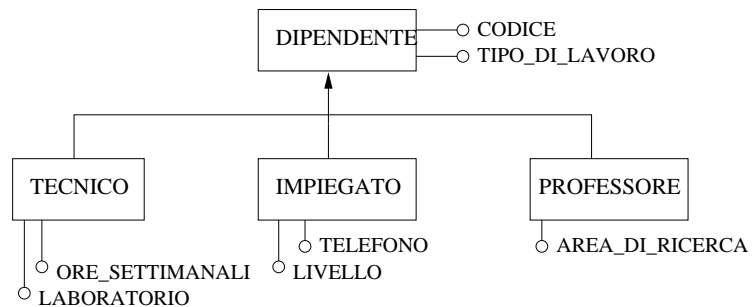 DIPENDENTE
CODICE
TIPO_DI_LAVORO
TECNICO
IMPIEGATO
PROFESSORE
TELEFONO
AREA_DI_RICERCA
ORE_SETTIMANALI
LIVELLO
LABORATORIO